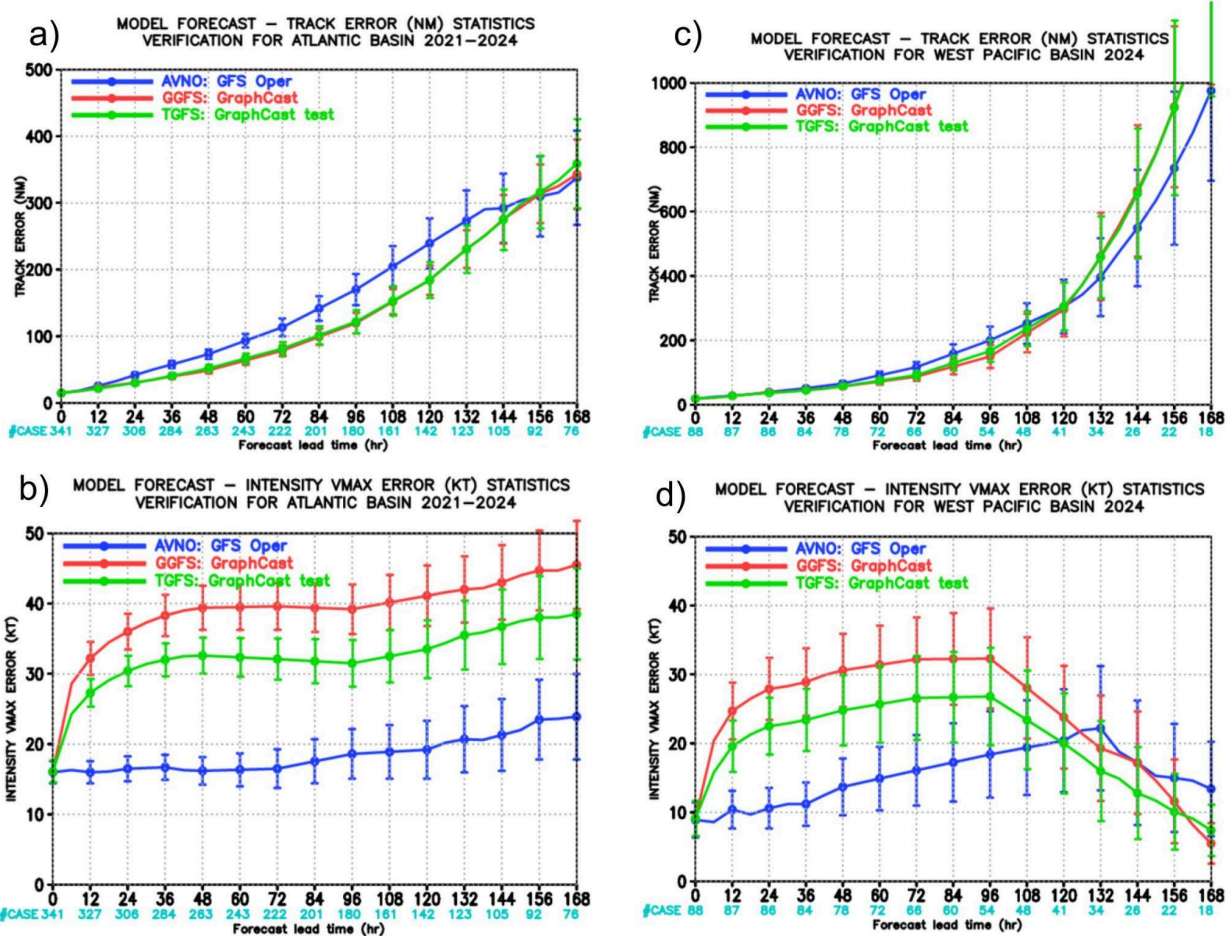 a)
MODEL FORECAST – TRACK ERROR (NM) STATISTICS
VERIFICATION FOR ATLANTIC BASIN 2021–2024
AVNO: GFS Oper
GGFS: GraphCast
TGFS: GraphCast test
TRACK ERROR (NM)
500
400
300
200
100
0
0 12 24 36 48 60 72 84 96 108 120 132 144 156 168
#CASE 341 327 306 284 263 243 222 201 180 161 142 123 105 92 76
Forecast lead time (hr)
c)
MODEL FORECAST – TRACK ERROR (NM) STATISTICS
VERIFICATION FOR WEST PACIFIC BASIN 2024
AVNO: GFS Oper
GGFS: GraphCast
TGFS: GraphCast test
TRACK ERROR (NM)
1000
800
600
400
200
0
0 12 24 36 48 60 72 84 96 108 120 132 144 156 168
#CASE 88 87 86 84 78 72 66 60 54 48 41 34 26 22 18
Forecast lead time (hr)
b)
MODEL FORECAST – INTENSITY VMAX ERROR (KT) STATISTICS
VERIFICATION FOR ATLANTIC BASIN 2021–2024
AVNO: GFS Oper
GGFS: GraphCast
TGFS: GraphCast test
INTENSITY VMAX ERROR (KT)
50
40
30
20
10
0
0 12 24 36 48 60 72 84 96 108 120 132 144 156 168
#CASE 341 327 306 284 263 243 222 201 180 161 142 123 105 92 76
Forecast lead time (hr)
d)
MODEL FORECAST – INTENSITY VMAX ERROR (KT) STATISTICS
VERIFICATION FOR WEST PACIFIC BASIN 2024
AVNO: GFS Oper
GGFS: GraphCast
TGFS: GraphCast test
INTENSITY VMAX ERROR (KT)
50
40
30
20
10
0
0 12 24 36 48 60 72 84 96 108 120 132 144 156 168
#CASE 88 87 86 84 78 72 66 60 54 48 41 34 26 22 18
Forecast lead time (hr)